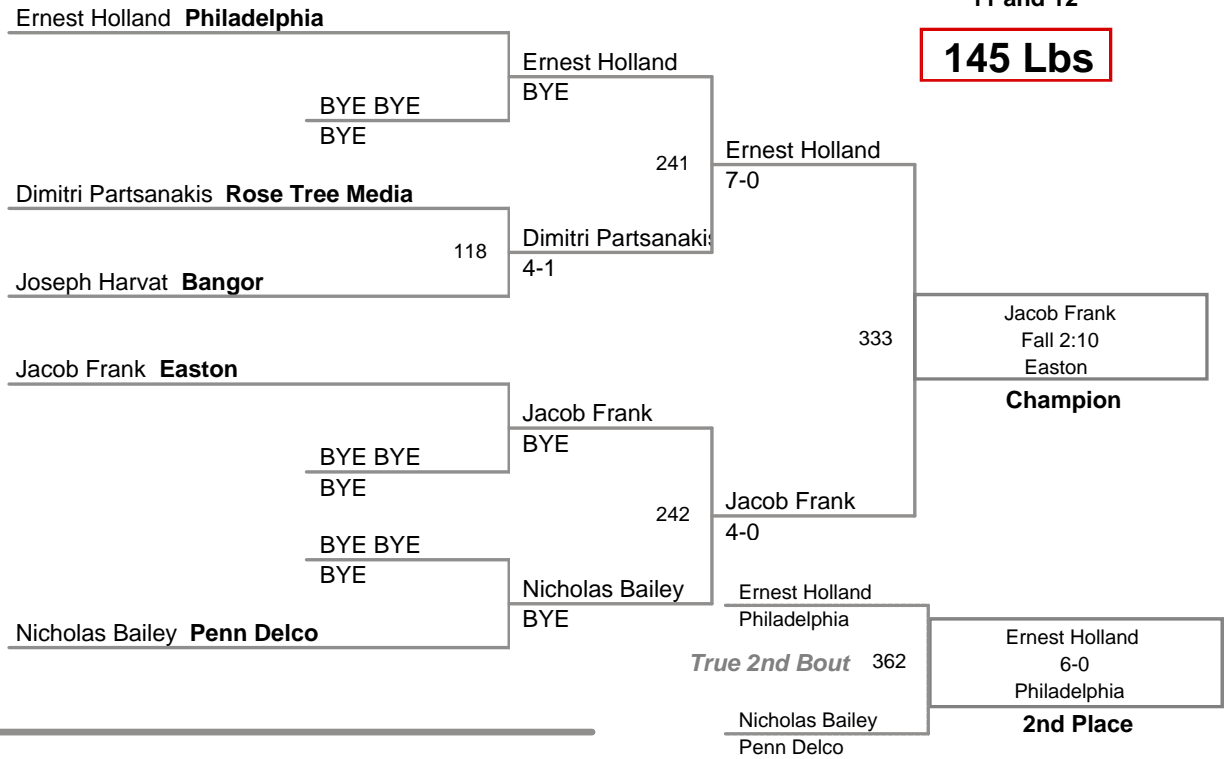 11 and 12
145 Lbs
Ernest Holland Philadelphia
BYE BYE
BYE
Dimitri Partsanakis Rose Tree Media
118
Joseph Harvat Bangor
Jacob Frank Easton
BYE BYE
BYE
BYE BYE
BYE
Nicholas Bailey Penn Delco
Ernest Holland
BYE
241
Dimitri Partsanakis
4-1
Jacob Frank
BYE
242
Nicholas Bailey
BYE
Ernest Holland
7-0
333
Jacob Frank
4-0
Jacob Frank
Fall 2:10
Easton
Champion
Ernest Holland
Philadelphia
True 2nd Bout 362
Nicholas Bailey
Penn Delco
Ernest Holland
6-0
Philadelphia
2nd Place